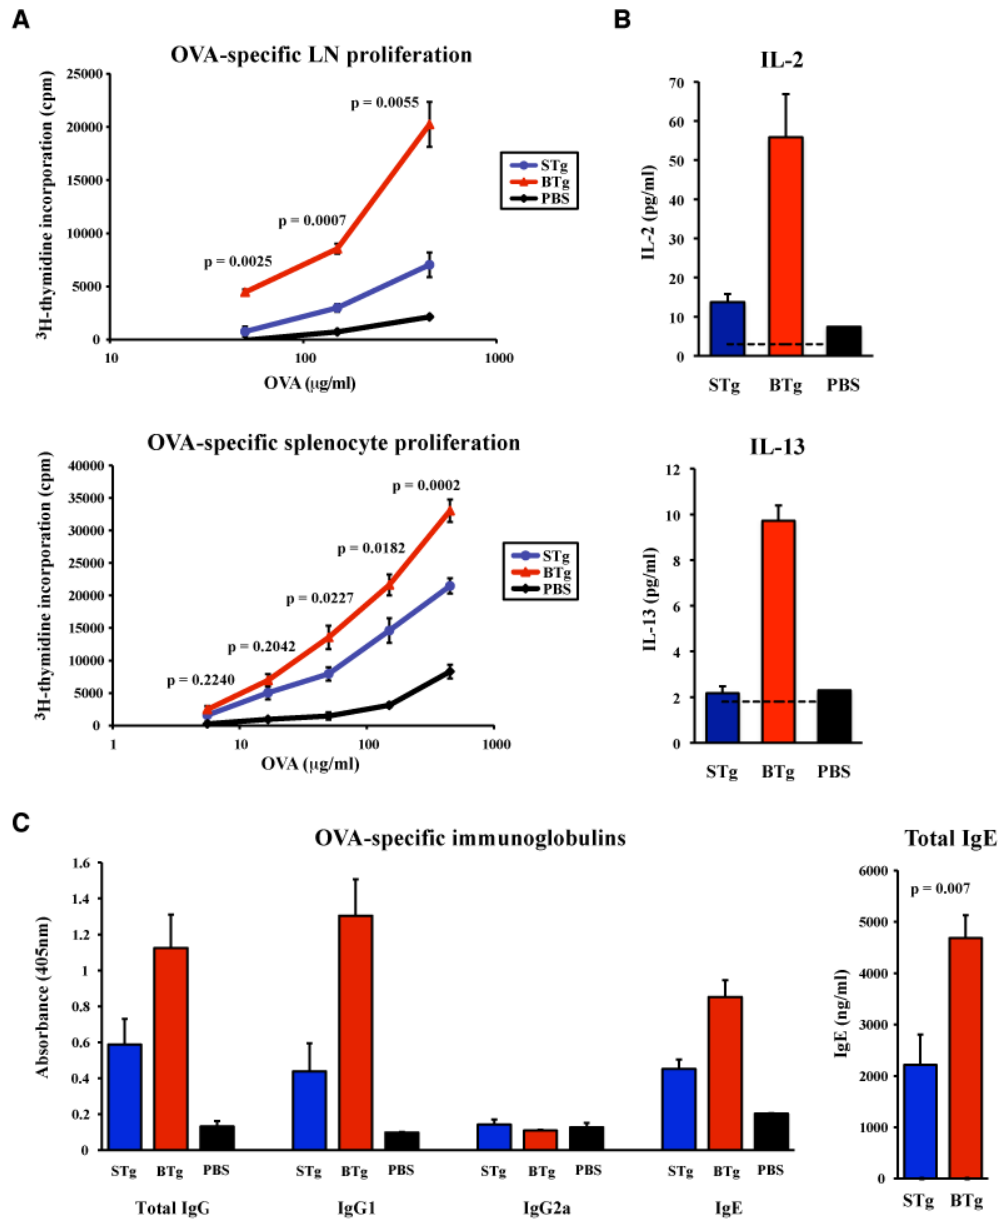 A
OVA-specific LN proliferation
³H-thymidine incorporation (cpm)
25000
20000
15000
10000
5000
0
p = 0.0025
p = 0.0007
p = 0.0055
STg
BTg
PBS
10
100
1000
OVA (μg/ml)
OVA-specific splenocyte proliferation
³H-thymidine incorporation (cpm)
40000
35000
30000
25000
20000
15000
10000
5000
0
p = 0.2240
p = 0.2042
p = 0.0227
p = 0.0182
p = 0.0002
STg
BTg
PBS
1
10
100
1000
OVA (μg/ml)
B
IL-2
IL-2 (pg/ml)
70
60
50
40
30
20
10
0
STg BTg PBS
IL-13
IL-13 (pg/ml)
12
10
8
6
4
2
0
STg BTg PBS
C
OVA-specific immunoglobulins
Absorbance (405nm)
1.6
1.4
1.2
1
0.8
0.6
0.4
0.2
0
STg BTg PBS STg BTg PBS STg BTg PBS STg BTg PBS
Total IgG IgG1 IgG2a IgE
Total IgE
IgE (ng/ml)
6000
5000
4000
3000
2000
1000
0
p = 0.007
STg BTg